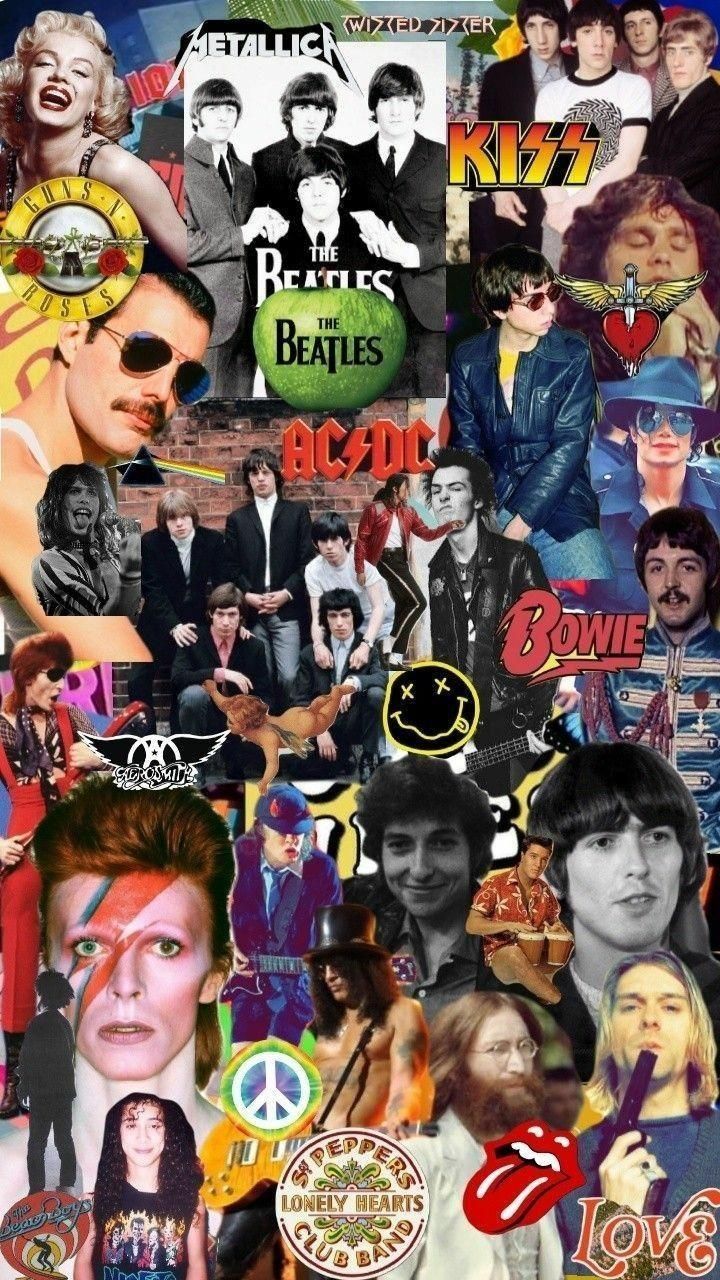 METALLICA
TWISTED SISTER
KISS
GUNS N'
ROSES
THE
BEATLES
THE
BEATLES
AC/DC
BOWIE
AEROSMITH
Sgt PEPPERS
LONELY HEARTS
CLUB BAND
The
Beach Boys
LOVE